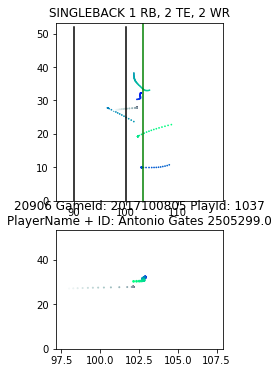 SINGLEBACK 1 RB, 2 TE, 2 WR
50
40
30
20
10
0
90 100 110
20906 GameId: 2017100805 PlayId: 1037
PlayerName + ID: Antonio Gates 2505299.0
40
20
0
97.5 100.0 102.5 105.0 107.5